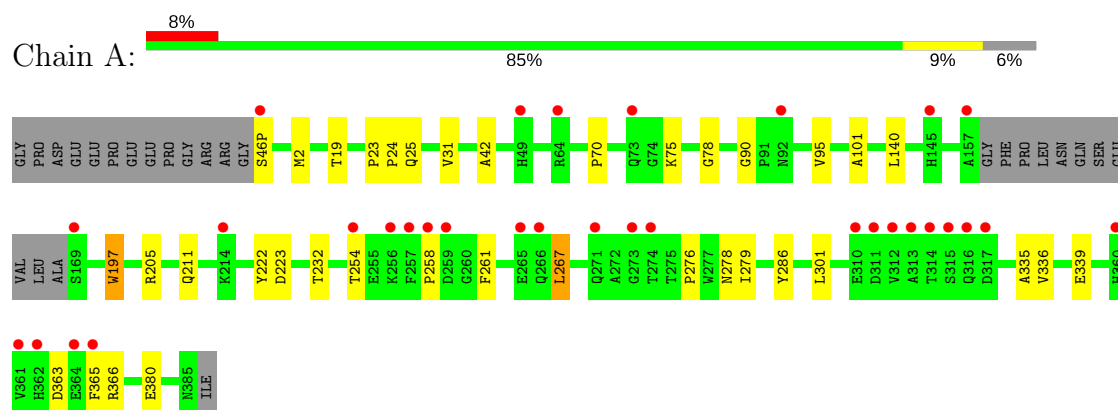 8%
Chain A:
85% 9% 6%
GLY PRO ASP GLU GLU PRO GLU GLU PRO GLY ARG ARG GLY S46P M2 T19 P23 P24 Q25 V31 A42 H49 R64 P70 Q73 G74 K75 G78 G90 P91 N92 V95 A101 L140 H145 A157 GLY PHE PRO LEU ASN GLN SER GLU
VAL LEU ALA S169 W197 R205 Q211 K214 Y222 D223 T232 T254 E255 K256 F257 P258 D259 G260 F261 E265 Q266 L267 Q271 A272 G273 T274 T275 P276 W277 N278 I279 Y286 L301 E310 D311 V312 A313 T314 S315 Q316 D317 A335 V336 E339 H360
V361 H362 D363 E364 F365 R366 E380 N385 ILE